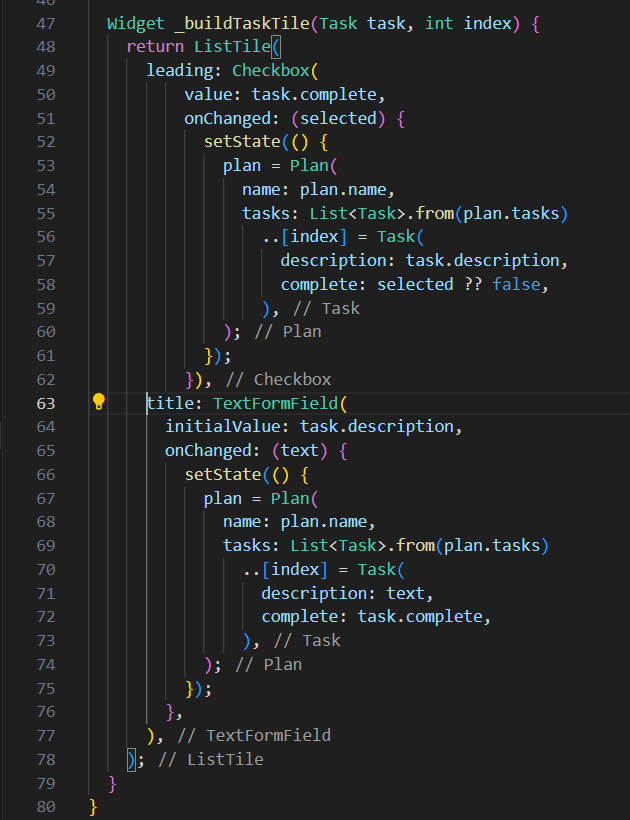 46
47 Widget _buildTaskTile(Task task, int index) {
48 return ListTile(
49 leading: Checkbox(
50 value: task.complete,
51 onChanged: (selected) {
52 setState(() {
53 plan = Plan(
54 name: plan.name,
55 tasks: List<Task>.from(plan.tasks)
56 ..[index] = Task(
57 description: task.description,
58 complete: selected ?? false,
59 ), // Task
60 ); // Plan
61 });
62 }), // Checkbox
63 title: TextFormField(
64 initialValue: task.description,
65 onChanged: (text) {
66 setState(() {
67 plan = Plan(
68 name: plan.name,
69 tasks: List<Task>.from(plan.tasks)
70 ..[index] = Task(
71 description: text,
72 complete: task.complete,
73 ), // Task
74 ); // Plan
75 });
76 },
77 ), // TextFormField
78 ); // ListTile
79 }
80 }